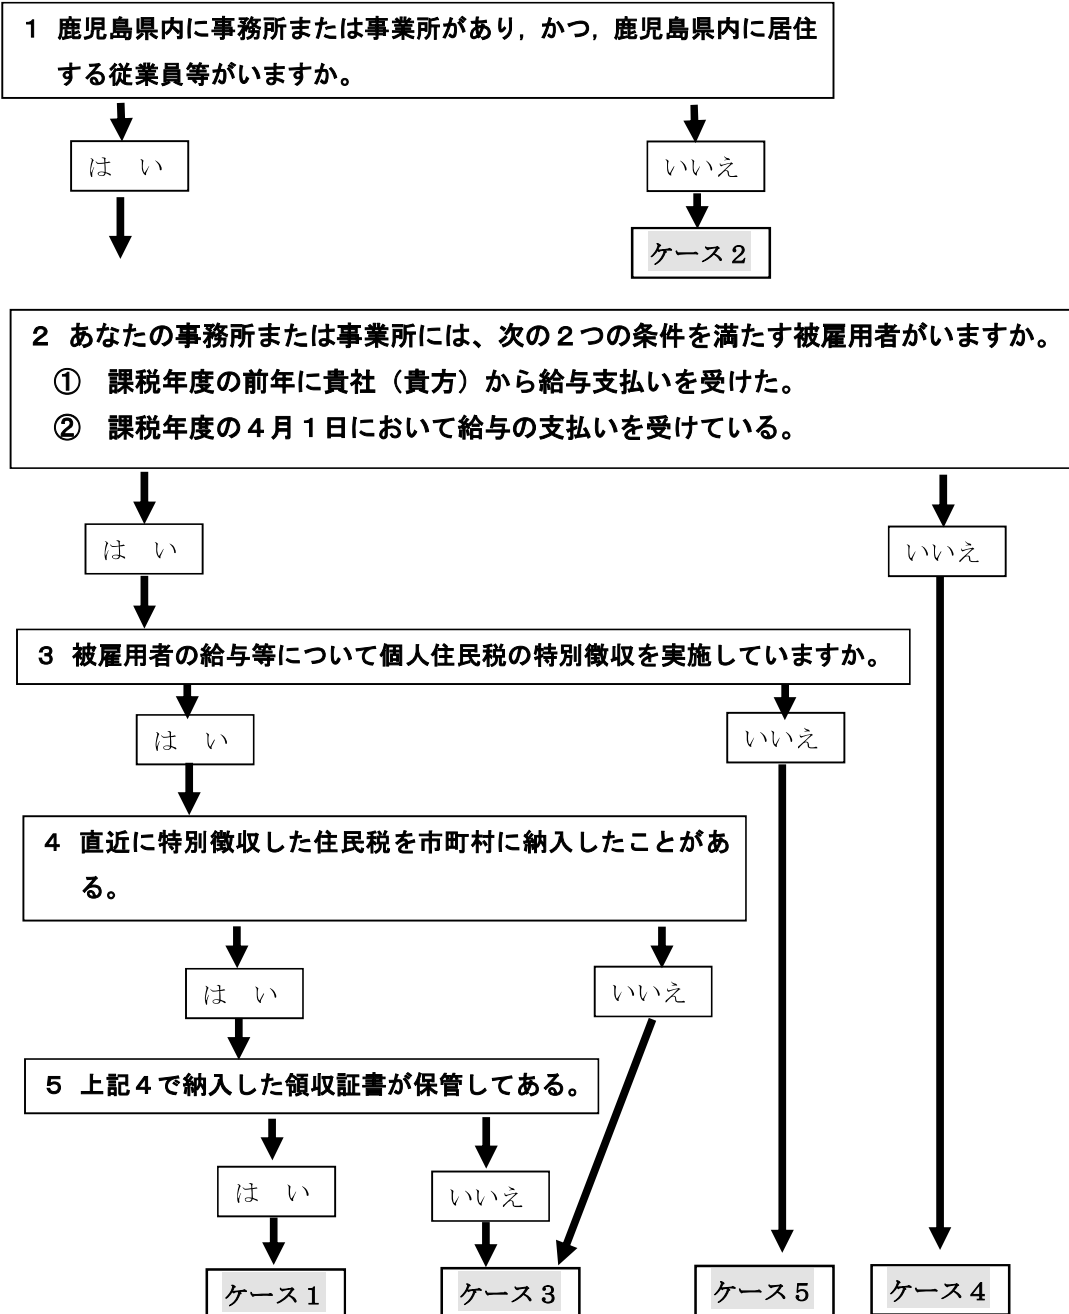 １ 鹿児島県内に事務所または事業所があり，かつ，鹿児島県内に居住
する従業員等がいますか。
は　い
いいえ
ケース２
２ あなたの事務所または事業所には、次の２つの条件を満たす被雇用者がいますか。
①　課税年度の前年に貴社（貴方）から給与支払いを受けた。
②　課税年度の４月１日において給与の支払いを受けている。
は　い
いいえ
３ 被雇用者の給与等について個人住民税の特別徴収を実施していますか。
は　い
いいえ
４ 直近に特別徴収した住民税を市町村に納入したことがあ
る。
は　い
いいえ
５ 上記４で納入した領収証書が保管してある。
は　い
いいえ
ケース１
ケース３
ケース５
ケース４